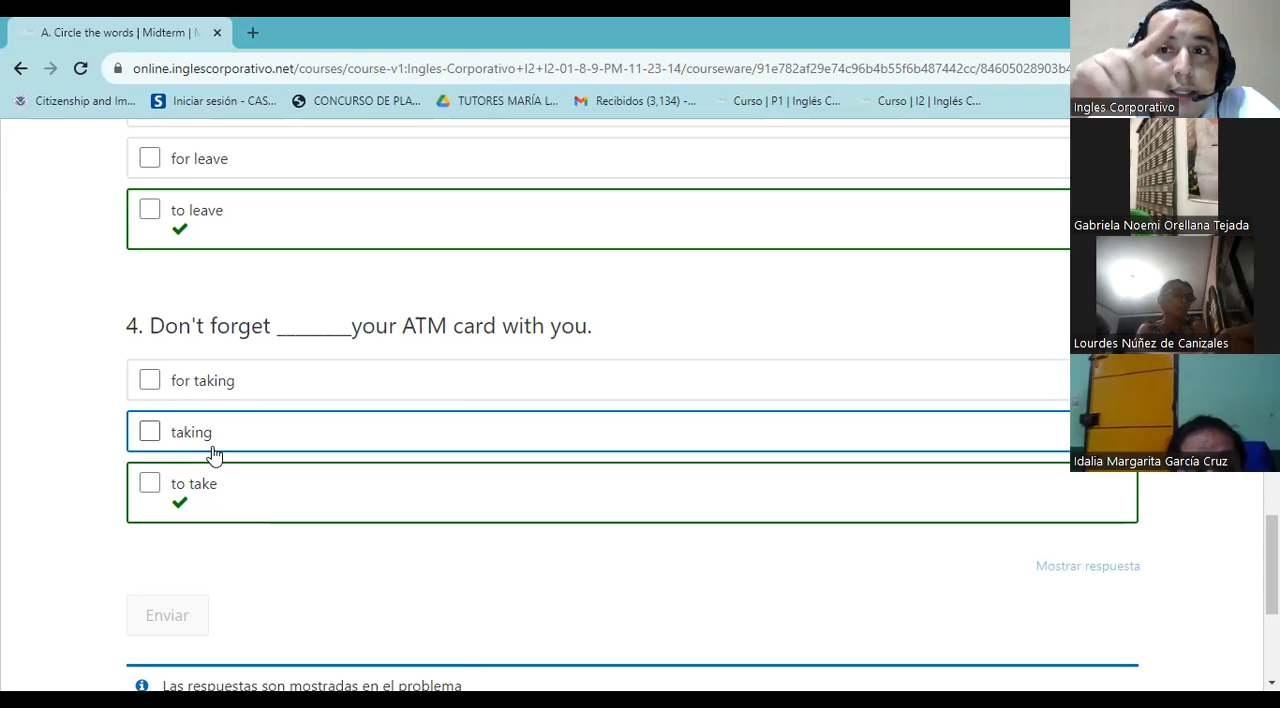 A. Circle the words | Midterm |
online.inglescorporativo.net/courses/course-v1:Ingles-Corporativo+I2+I2-01-8-9-PM-11-23-14/courseware/91e782af29e74c96b4b55f6b487442cc/84605028903b4
Citizenship and Im... Iniciar sesión - CAS... CONCURSO DE PLA... TUTORES MARÍA L... Recibidos (3,134) -... Curso | P1 | Inglés C... Curso | I2 | Inglés C...
Ingles Corporativo
for leave
to leave
Gabriela Noemi Orellana Tejada
4. Don't forget ________your ATM card with you.
Lourdes Núñez de Canizales
for taking
taking
Idalia Margarita García Cruz
to take
Mostrar respuesta
Enviar
Las respuestas son mostradas en el problema